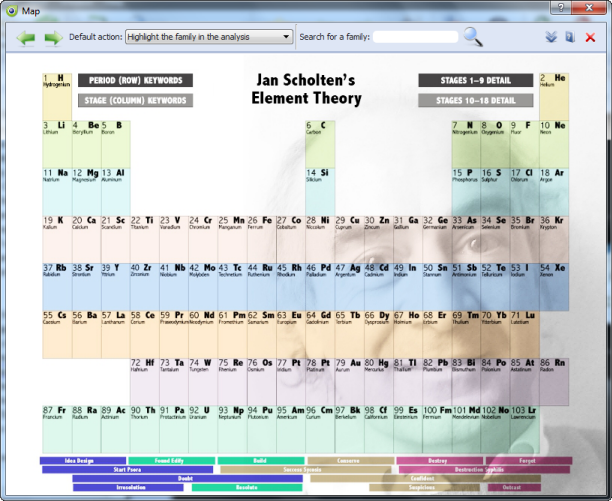 Map
Default action: Highlight the family in the analysis
Search for a family:
Jan Scholten's
Element Theory
PERIOD (ROW) KEYWORDS
STAGE (COLUMN) KEYWORDS
STAGES 1–9 DETAIL
STAGES 10–18 DETAIL
1 H 2 He
Hydrogenium Helium
3 Li 4 Be 5 B 6 C 7 N 8 O 9 F 10 Ne
Lithium Beryllium Boron Carbon Nitrogenium Oxygenium Fluor Neon
11 Na 12 Mg 13 Al 14 Si 15 P 16 S 17 Cl 18 Ar
Natrium Magnesium Aluminum Silicium Phosphorus Sulphur Chlor Argon
19 K 20 Ca 21 Sc 22 Ti 23 V 24 Cr 25 Mn 26 Fe 27 Co 28 Ni 29 Cu 30 Zn 31 Ga 32 Ge 33 As 34 Se 35 Br 36 Kr
Kalium Calcium Scandium Titanium Vanadium Chromium Manganum Ferrum Cobaltum Niccolum Cuprum Zincum Gallium Germanium Arsenicum Selenium Bromium Krypton
37 Rb 38 Sr 39 Y 40 Zr 41 Nb 42 Mo 43 Tc 44 Ru 45 Rh 46 Pd 47 Ag 48 Cd 49 In 50 Sn 51 Sb 52 Te 53 I 54 Xe
Rubidium Strontium Yttrium Zirconium Niobium Molybden Technetium Ruthenium Rhodium Palladium Argentum Cadmium Indium Stannum Antimonium Tellurium Iodium Xenon
55 Cs 56 Ba 57 La 58 Ce 59 Pr 60 Nd 61 Pm 62 Sm 63 Eu 64 Gd 65 Tb 66 Dy 67 Ho 68 Er 69 Tm 70 Yb 71 Lu
Caesium Barium Lanthanum Cerium Praseodymium Neodymium Prometium Samarium Europium Gadolinium Terbium Dysprosium Holmium Erbium Thulium Ytterbium Lutetium
72 Hf 73 Ta 74 W 75 Re 76 Os 77 Ir 78 Pt 79 Au 80 Hg 81 Tl 82 Pb 83 Bi 84 Po 85 At 86 Rn
Hafnium Tantalum Tungsten Rhenium Osmium Iridium Platinum Aurum Mercurius Thallium Plumbum Bismuth Polonium Astatinum Radon
87 Fr 88 Ra 89 Ac 90 Th 91 Pa 92 U 93 Np 94 Pu 95 Am 96 Cm 97 Bk 98 Cf 99 Es 100 Fm 101 Md 102 No 103 Lr
Francium Radium Actinium Thorium Protactinium Uranium Neptunium Plutonium Americium Curium Berkelium Californium Einsteinium Fermium Mendelevium Nobelium Lawrencium
Idea Design Found Edify Build Conserve Destroy Forget
Start Psora Success Sycosis Destruction Syphilis
Doubt Confident
Irresolution Resolute Suspicious Outcast